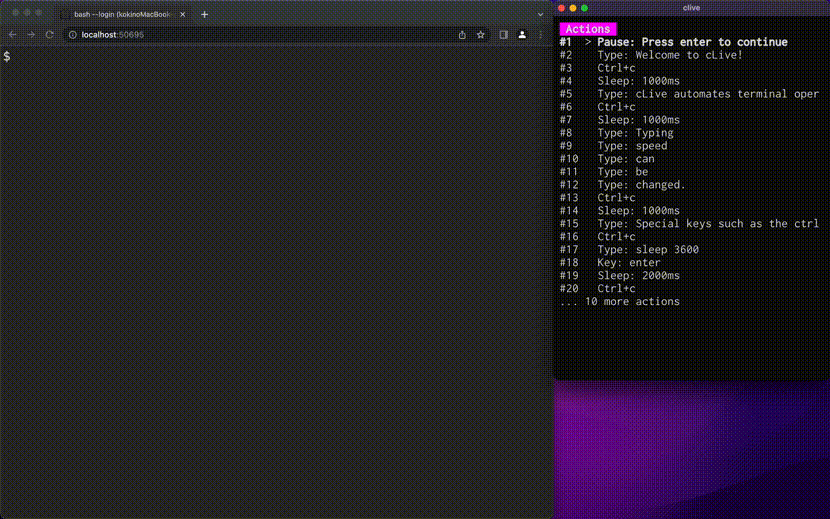 bash --login (kokinoMacBook
localhost:50695
$
clive
Actions
#1 > Pause: Press enter to continue
#2 Type: Welcome to cLive!
#3 Ctrl+c
#4 Sleep: 1000ms
#5 Type: cLive automates terminal oper
#6 Ctrl+c
#7 Sleep: 1000ms
#8 Type: Typing
#9 Type: speed
#10 Type: can
#11 Type: be
#12 Type: changed.
#13 Ctrl+c
#14 Sleep: 1000ms
#15 Type: Special keys such as the ctrl
#16 Ctrl+c
#17 Type: sleep 3600
#18 Key: enter
#19 Sleep: 2000ms
#20 Ctrl+c
... 10 more actions